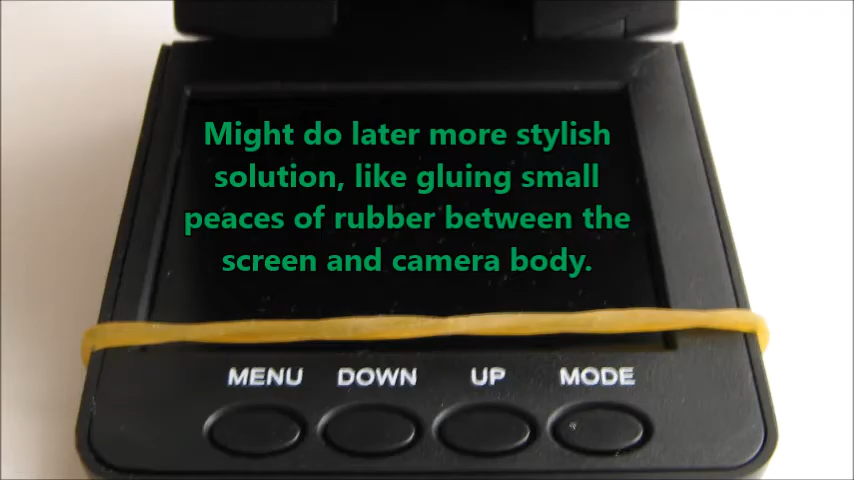 Might do later more stylish
solution, like gluing small
peaces of rubber between the
screen and camera body.
MENU DOWN UP MODE